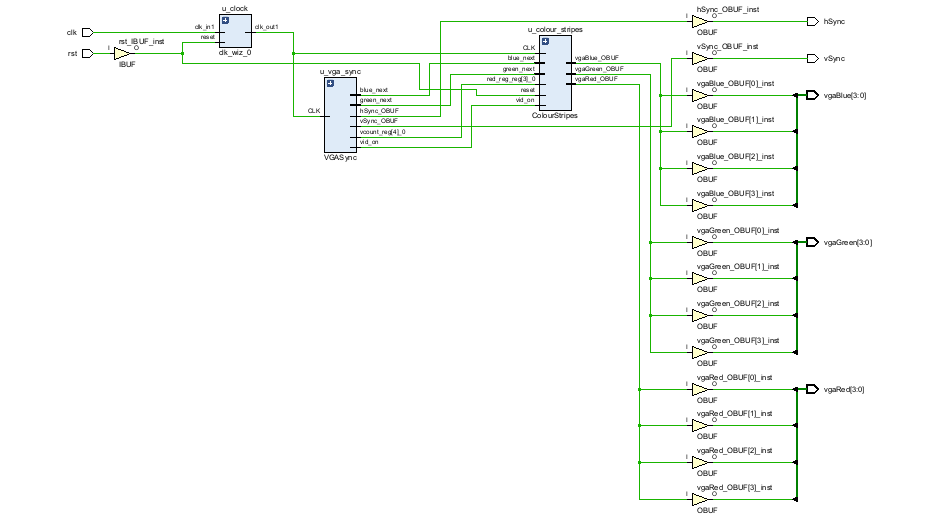 u_clock
clk
clk_in1
clk_out1
reset
clk_wiz_0
rst
rst_IBUF_inst
I
O
IBUF
u_vga_sync
CLK
blue_next
green_next
hSync_OBUF
vSync_OBUF
vcount_reg[4]_0
vid_on
VGASync
u_colour_stripes
CLK
blue_next
green_next
red_reg_reg[3]_0
reset
vid_on
vgaBlue_OBUF
vgaGreen_OBUF
vgaRed_OBUF
ColourStripes
hSync_OBUF_inst
I
O
OBUF
hSync
vSync_OBUF_inst
I
O
OBUF
vSync
vgaBlue_OBUF[0]_inst
I
O
OBUF
vgaBlue[3:0]
vgaBlue_OBUF[1]_inst
I
O
OBUF
vgaBlue_OBUF[2]_inst
I
O
OBUF
vgaBlue_OBUF[3]_inst
I
O
OBUF
vgaGreen_OBUF[0]_inst
I
O
OBUF
vgaGreen[3:0]
vgaGreen_OBUF[1]_inst
I
O
OBUF
vgaGreen_OBUF[2]_inst
I
O
OBUF
vgaGreen_OBUF[3]_inst
I
O
OBUF
vgaRed_OBUF[0]_inst
I
O
OBUF
vgaRed[3:0]
vgaRed_OBUF[1]_inst
I
O
OBUF
vgaRed_OBUF[2]_inst
I
O
OBUF
vgaRed_OBUF[3]_inst
I
O
OBUF